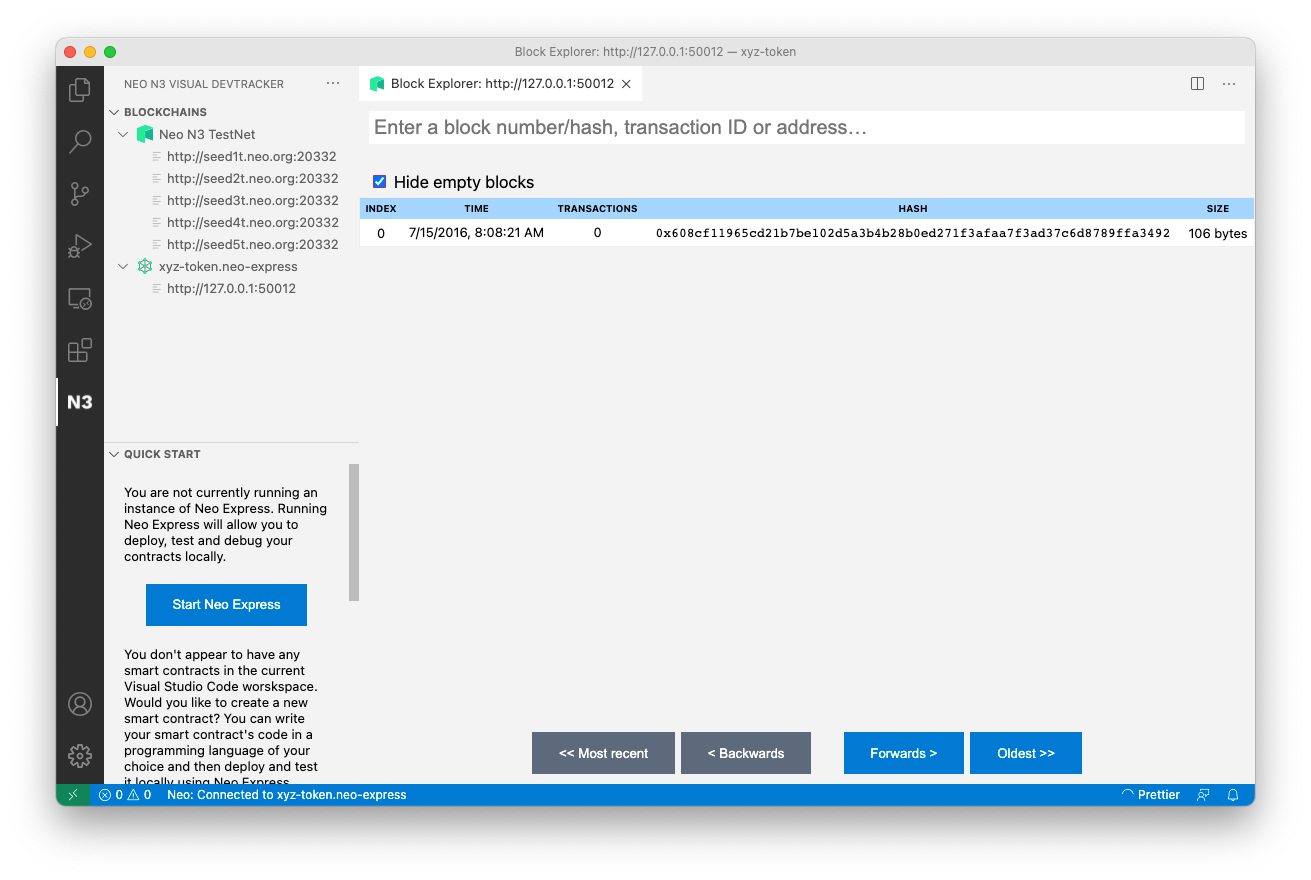 Block Explorer: http://127.0.0.1:50012 — xyz-token
NEO N3 VISUAL DEVTRACKER
BLOCKCHAINS
Neo N3 TestNet
http://seed1t.neo.org:20332
http://seed2t.neo.org:20332
http://seed3t.neo.org:20332
http://seed4t.neo.org:20332
http://seed5t.neo.org:20332
xyz-token.neo-express
http://127.0.0.1:50012
N3
QUICK START
You are not currently running an
instance of Neo Express. Running
Neo Express will allow you to
deploy, test and debug your
contracts locally.
Start Neo Express
You don't appear to have any
smart contracts in the current
Visual Studio Code worskspace.
Would you like to create a new
smart contract? You can write
your smart contract's code in a
programming language of your
choice and then deploy and test
it locally using Neo Express
Block Explorer: http://127.0.0.1:50012
Enter a block number/hash, transaction ID or address…
Hide empty blocks
INDEX TIME TRANSACTIONS HASH SIZE
0 7/15/2016, 8:08:21 AM 0 0x608cf11965cd21b7be102d5a3b4b28b0ed271f3afaa7f3ad37c6d8789ffa3492 106 bytes
<< Most recent < Backwards Forwards > Oldest >>
0 0 Neo: Connected to xyz-token.neo-express Prettier